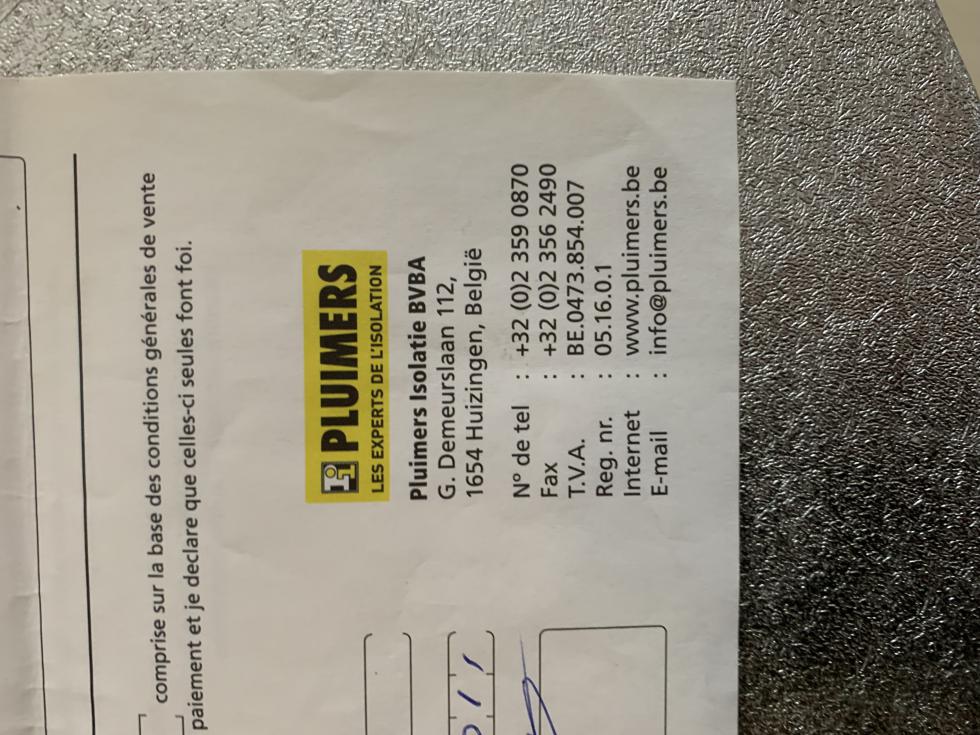 comprise sur la base des conditions générales de vente
paiement et je declare que celles-ci seules font foi.
PLUIMERS
LES EXPERTS DE L'ISOLATION
Pluimers Isolatie BVBA
G. Demeurslaan 112,
1654 Huizingen, België
N° de tel : +32 (0)2 359 0870
Fax : +32 (0)2 356 2490
T.V.A. : BE.0473.854.007
Reg. nr. : 05.16.0.1
Internet : www.pluimers.be
E-mail : info@pluimers.be